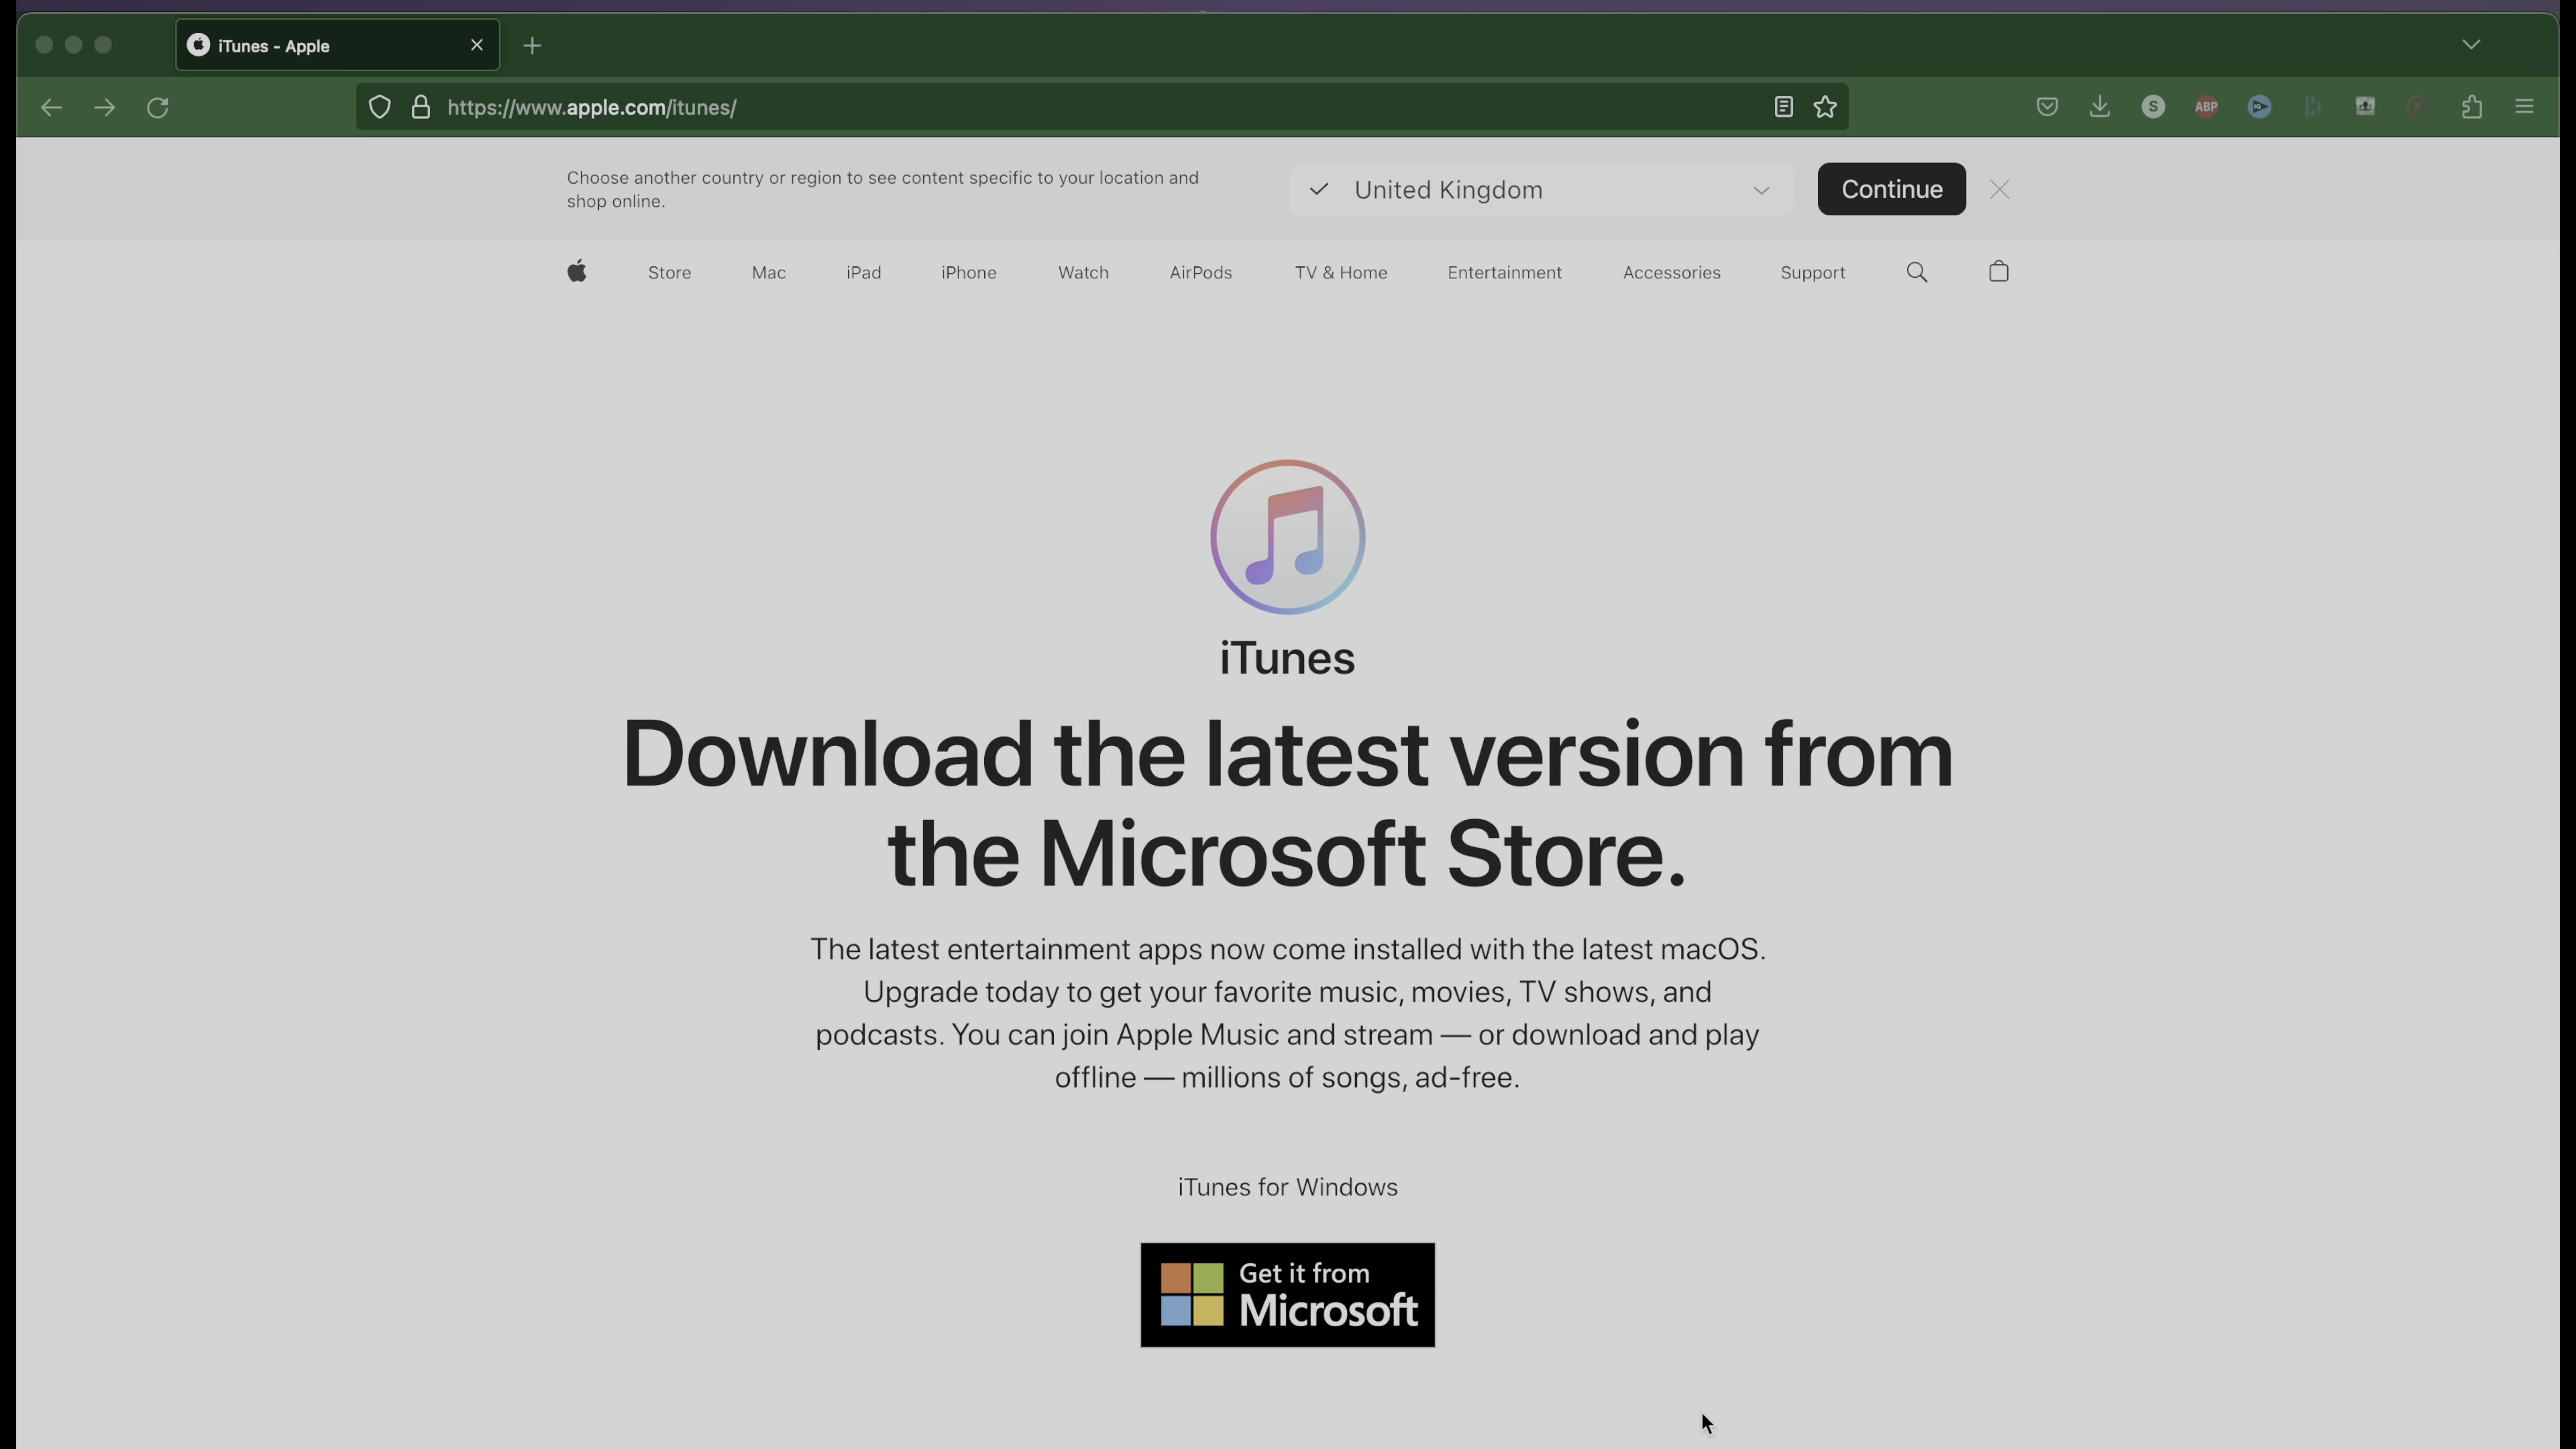 iTunes - Apple
https://www.apple.com/itunes/
S
ABP
Choose another country or region to see content specific to your location and
shop online.
United Kingdom
Continue
Store Mac iPad iPhone Watch AirPods TV & Home Entertainment Accessories Support
iTunes
Download the latest version from
the Microsoft Store.
The latest entertainment apps now come installed with the latest macOS.
Upgrade today to get your favorite music, movies, TV shows, and
podcasts. You can join Apple Music and stream — or download and play
offline — millions of songs, ad-free.
iTunes for Windows
Get it from
Microsoft